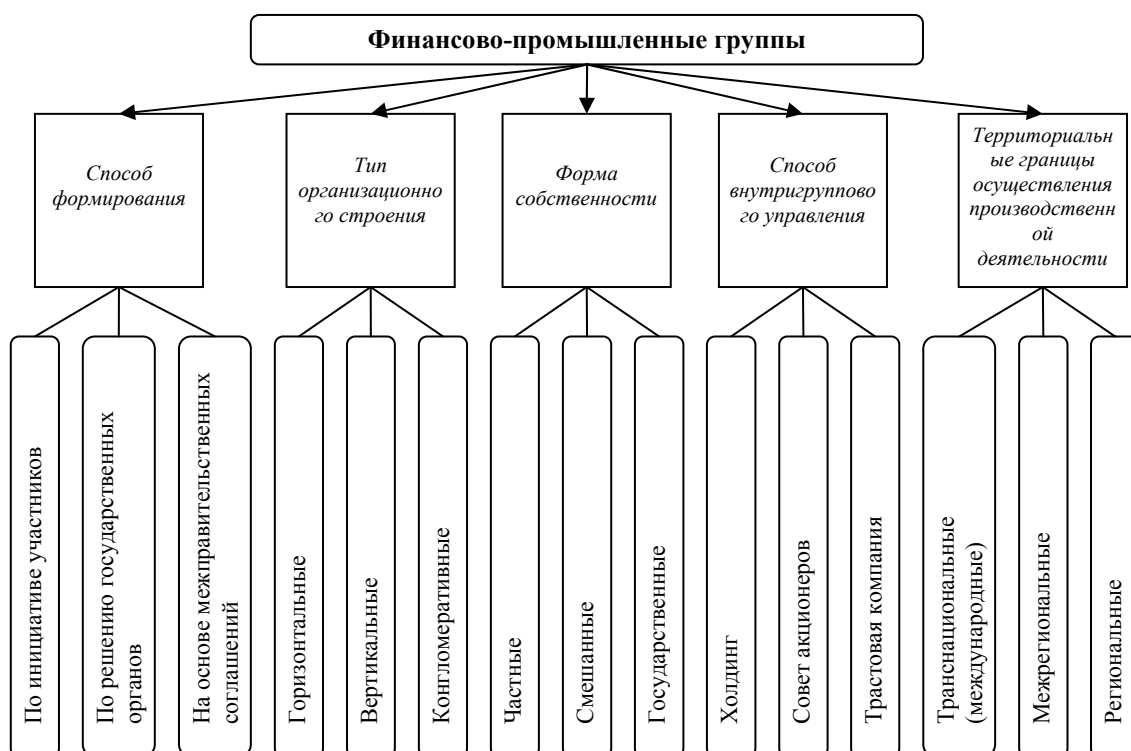 Финансово-промышленные группы
Способ
формирования
Тип
организационно
го строения
Форма
собственности
Способ
внутригруппово
го управления
Территориальн
ые границы
осуществления
производственн
ой
деятельности
По инициативе участников
По решению государственных
органов
На основе межправительственных
соглашений
Горизонтальные
Вертикальные
Конгломеративные
Частные
Смешанные
Государственные
Холдинг
Совет акционеров
Трастовая компания
Транснациональные
(международные)
Межрегиональные
Региональные